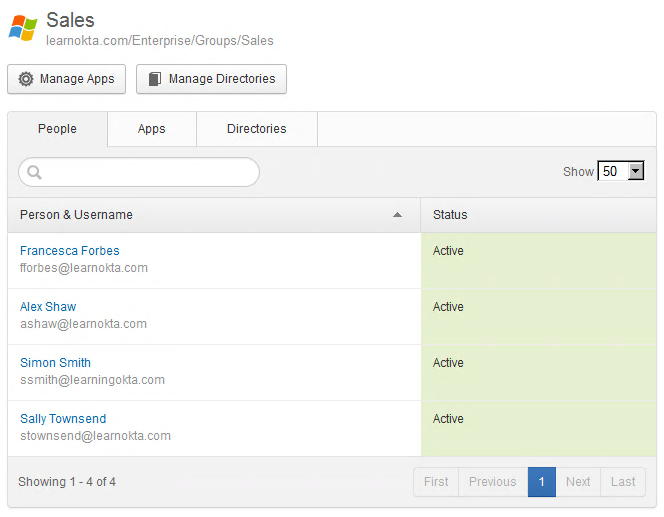 Sales
learnokta.com/Enterprise/Groups/Sales
Manage Apps Manage Directories
People Apps Directories
Show 50
Person & Username Status
Francesca Forbes Active
fforbes@learnokta.com
Alex Shaw Active
ashaw@learnokta.com
Simon Smith Active
ssmith@learningokta.com
Sally Townsend Active
stownsend@learnokta.com
Showing 1 - 4 of 4 First Previous 1 Next Last